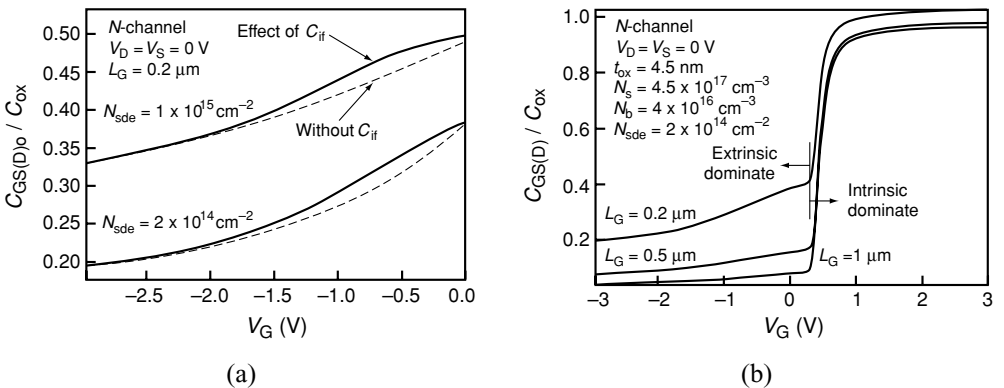 C_GS(D)o / C_ox
0.50
0.45
0.40
0.35
0.30
0.25
0.20
N-channel
V_D = V_S = 0 V
L_G = 0.2 μm
Effect of C_if
N_sde = 1 x 10^15 cm^−2
Without C_if
N_sde = 2 x 10^14 cm^−2
−2.5 −2.0 −1.5 −1.0 −0.5 0.0
V_G (V)
(a)
C_GS(D) / C_ox
1.0
0.8
0.6
0.4
0.2
N-channel
V_D = V_S = 0 V
t_ox = 4.5 nm
N_s = 4.5 x 10^17 cm^−3
N_b = 4 x 10^16 cm^−3
N_sde = 2 x 10^14 cm^−2
Extrinsic
dominate
Intrinsic
dominate
L_G = 0.2 μm
L_G = 0.5 μm
L_G =1 μm
−3 −2 −1 0 1 2 3
V_G (V)
(b)